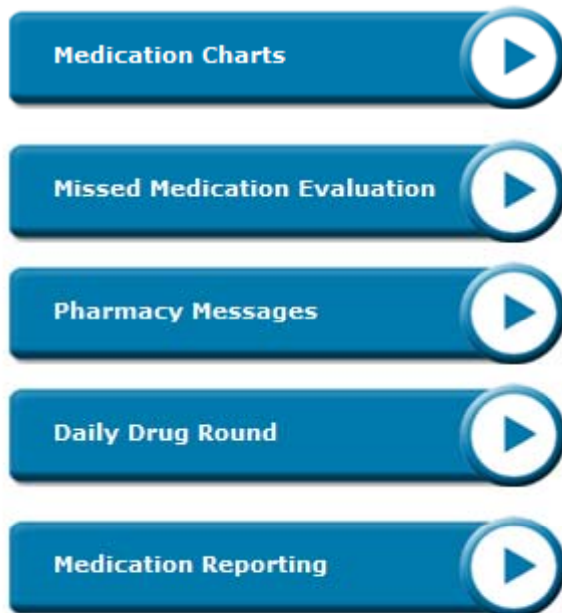 Medication Charts
Missed Medication Evaluation
Pharmacy Messages
Daily Drug Round
Medication Reporting